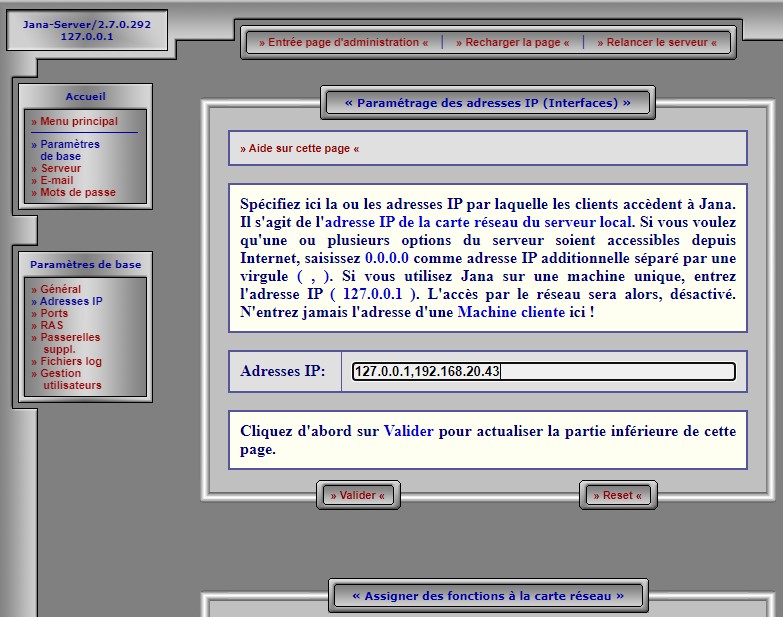 Jana-Server/2.7.0.292
127.0.0.1
» Entrée page d'administration « | » Recharger la page « | » Relancer le serveur «
Accueil
» Menu principal
» Paramètres
de base
» Serveur
» E-mail
» Mots de passe
Paramètres de base
» Général
» Adresses IP
» Ports
» RAS
» Passerelles
suppl.
» Fichiers log
» Gestion
utilisateurs
« Paramétrage des adresses IP (Interfaces) »
» Aide sur cette page «
Spécifiez ici la ou les adresses IP par laquelle les clients accèdent à Jana.
Il s'agit de l'adresse IP de la carte réseau du serveur local. Si vous voulez
qu'une ou plusieurs options du serveur soient accessibles depuis
Internet, saisissez 0.0.0.0 comme adresse IP additionnelle séparé par une
virgule ( , ). Si vous utilisez Jana sur une machine unique, entrez
l'adresse IP ( 127.0.0.1 ). L'accès par le réseau sera alors, désactivé.
N'entrez jamais l'adresse d'une Machine cliente ici !
Adresses IP: 127.0.0.1,192.168.20.43
Cliquez d'abord sur Valider pour actualiser la partie inférieure de cette
page.
» Valider « » Reset «
« Assigner des fonctions à la carte réseau »